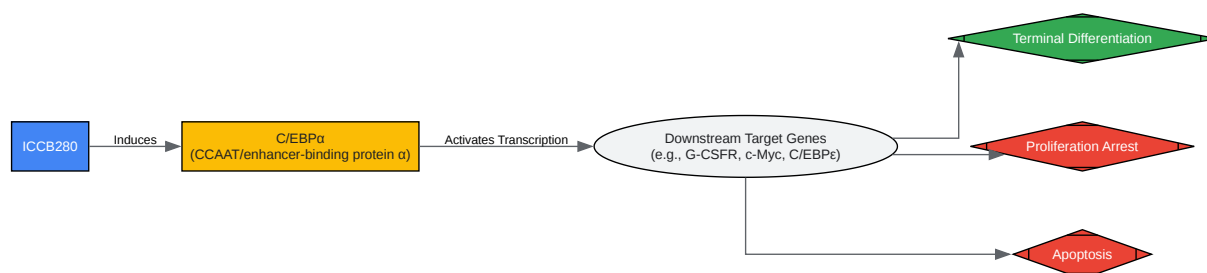 ICCB280
Induces
C/EBPα
(CCAAT/enhancer-binding protein α)
Activates Transcription
Downstream Target Genes
(e.g., G-CSFR, c-Myc, C/EBPε)
Terminal Differentiation
Proliferation Arrest
Apoptosis